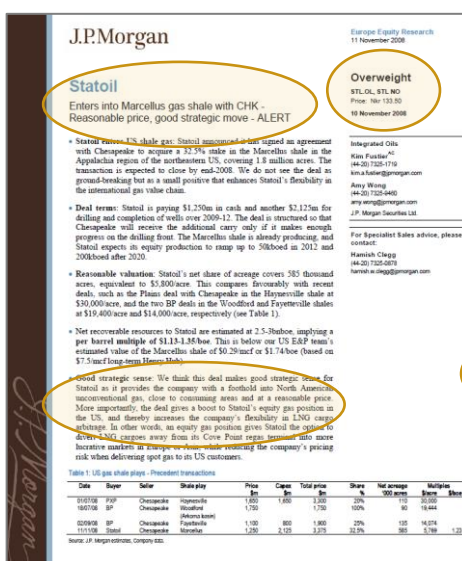 J.P.Morgan
Europe Equity Research
11 November 2008
Statoil
Enters into Marcellus gas shale with CHK -
Reasonable price, good strategic move - ALERT
Overweight
STL.OL, STL NO
Price: Nkr 133.80
10 November 2008
• Statoil enters US shale gas: Statoil announced it has signed an agreement
with Chesapeake to acquire a 32.5% stake in the Marcellus shale in the
Appalachia region of the northeastern US, covering 1.8 million acres. The
transaction is expected to close by end-2008. We do not see the deal as
ground-breaking but as a small positive that enhances Statoil's flexibility in
the international gas value chain.
• Deal terms: Statoil is paying $1,250m in cash and another $2,125m for
drilling and completion of wells over 2009-12. The deal is structured so that
Chesapeake will receive the additional carry only if it makes enough
progress on the drilling front. The Marcellus shale is already producing, and
Statoil expects its equity production to ramp up to 50kboed in 2012 and
200kboed after 2020.
• Reasonable valuation: Statoil's net share of acreage covers 585 thousand
acres, equivalent to $5,800/acre. This compares favourably with recent
deals, such as the Plains deal with Chesapeake in the Haynesville shale at
$30,000/acre, and the two BP deals in the Woodford and Fayetteville shales
at $19,400/acre and $14,000/acre, respectively (see Table 1).
• Net recoverable resources to Statoil are estimated at 2.5-3bnboe, implying a
per barrel multiple of $1.13-1.35/boe. This is below our US E&P team's
estimated value of the Marcellus shale of $0.29/mcf or $1.74/boe (based on
$7.5/mcf long-term Henry Hub).
• Good strategic sense: We think this deal makes good strategic sense for
Statoil as it provides the company with a foothold into North American
unconventional gas, close to consuming areas and at a reasonable price.
More importantly, the deal gives a boost to Statoil's equity gas position in
the US, and thereby increases the company's flexibility in LNG cargo
arbitrage. In other words, an equity gas position gives Statoil the option to
divert LNG cargoes away from its Cove Point regas terminal into more
lucrative markets in Europe or Asia, while reducing the company's pricing
risk when delivering spot gas to its US customers.
Integrated Oils
Kim Fustier AC
(44-20) 7325-1719
kim.a.fustier@jpmorgan.com
Amy Wong
(44-20) 7325-9460
amy.wong@jpmorgan.com
J.P. Morgan Securities Ltd.
For Specialist Sales advice, please
contact:
Hamish Clegg
(44-20) 7325-0878
hamish.w.clegg@jpmorgan.com
Table 1: US gas shale plays - Precedent transactions
Date Buyer Seller Shale play Price Capex Total price Share Net acreage Multiples
$m $m $m % '000 acres $/acre
01/07/08 PXP Chesapeake Haynesville 1,650 1,650 3,300 20% 110 30,000
18/07/08 BP Chesapeake Woodford 1,750 1,750 100% 90 19,444
(Arkoma basin)
02/09/08 BP Chesapeake Fayetteville 1,100 800 1,900 25% 135 14,074
11/11/08 Statoil Chesapeake Marcellus 1,250 2,125 3,375 32.5% 585 5,769
Source: J.P. Morgan estimates, Company data.
J.P.Morgan